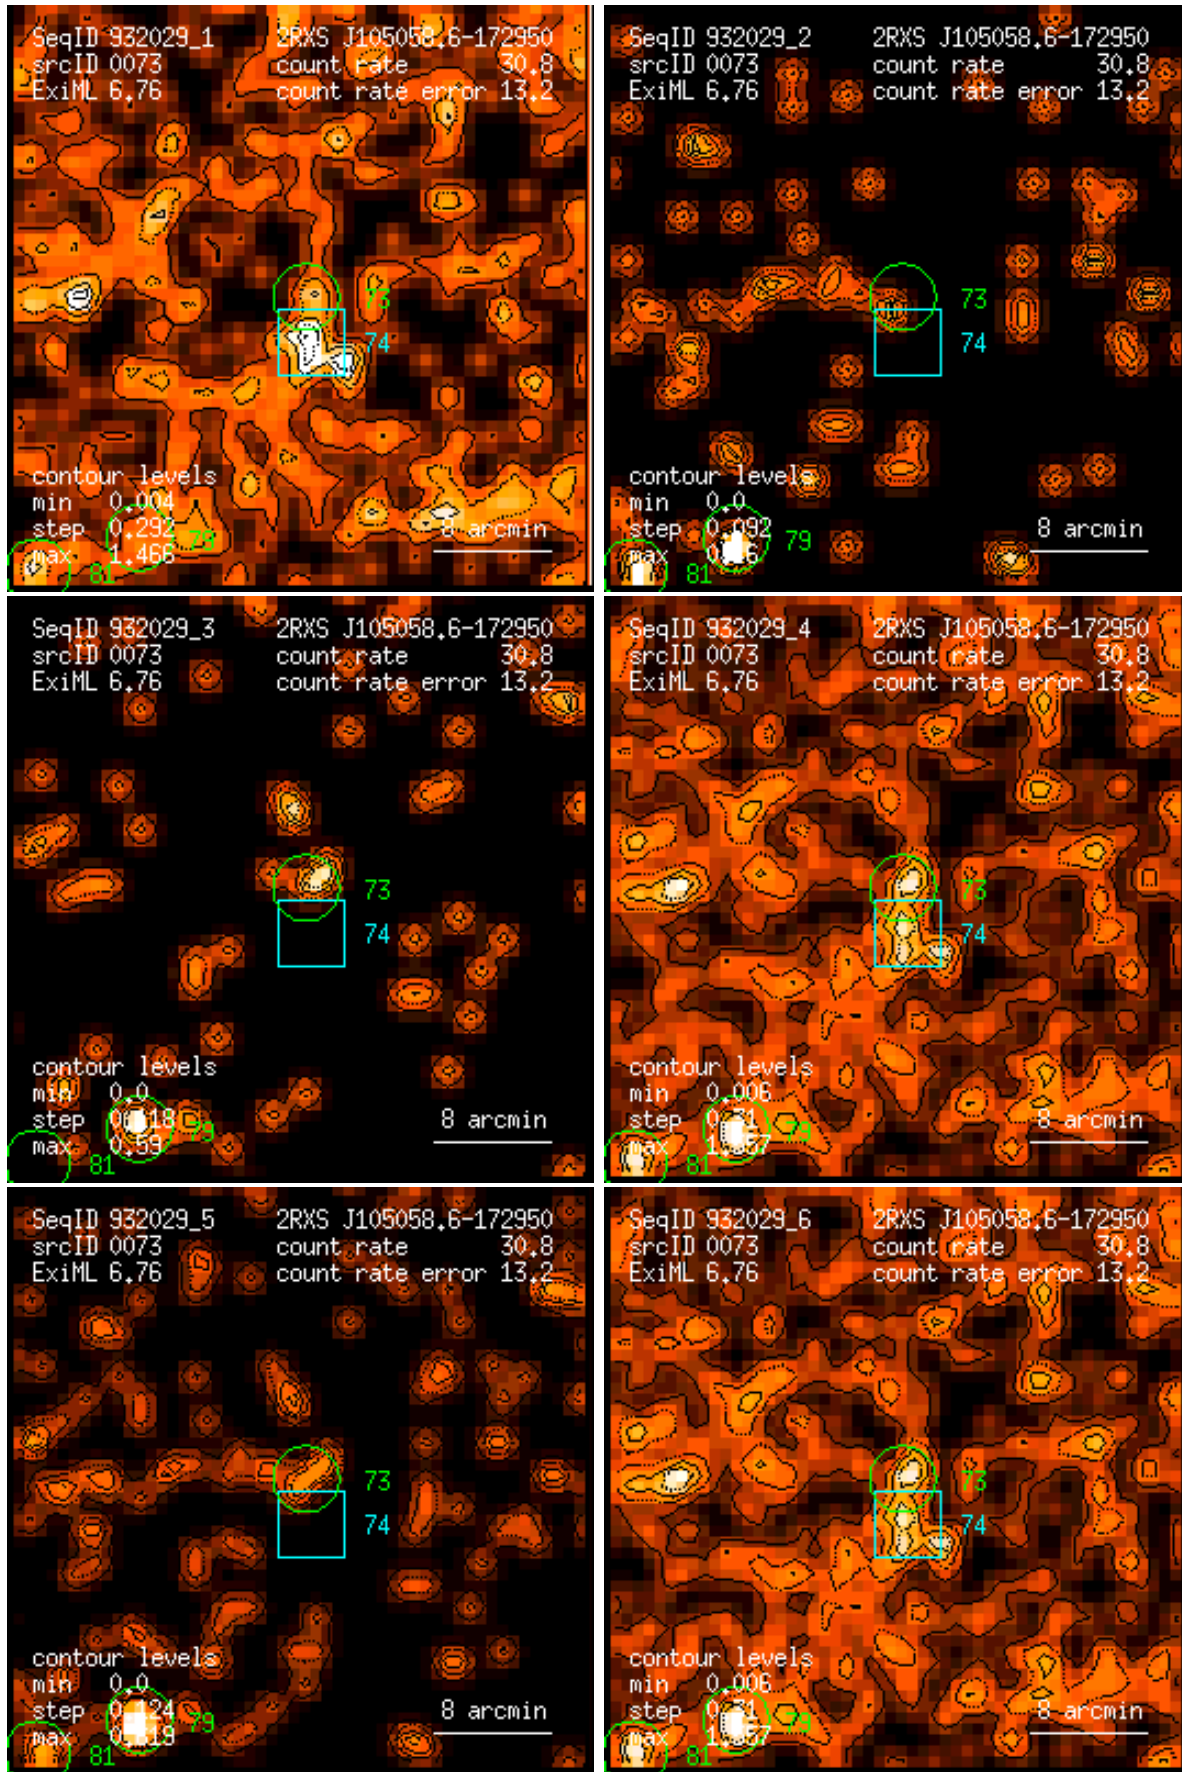 SeqID 932029_1 2RXS J105058.6-172950
srcID 0073 count rate 30.8
ExiML 6.76 count rate error 13.2
73
74
contour levels
min 0.004
step 0.292 79 8 arcmin
max 1.466
81
SeqID 932029_2 2RXS J105058.6-172950
srcID 0073 count rate 30.8
ExiML 6.76 count rate error 13.2
73
74
contour levels
min 0.0
step 0.092 79 8 arcmin
max
81
SeqID 932029_3 2RXS J105058.6-172950
srcID 0073 count rate 30.8
ExiML 6.76 count rate error 13.2
73
74
contour levels
min 0.0
step 79 8 arcmin
max 0.59
81
SeqID 932029_4 2RXS J105058.6-172950
srcID 0073 count rate 30.8
ExiML 6.76 count rate error 13.2
73
74
contour levels
min 0.006
step 79 8 arcmin
max
81
SeqID 932029_5 2RXS J105058.6-172950
srcID 0073 count rate 30.8
ExiML 6.76 count rate error 13.2
73
74
contour levels
min 0.0
step 0.124 79 8 arcmin
max
81
SeqID 932029_6 2RXS J105058.6-172950
srcID 0073 count rate 30.8
ExiML 6.76 count rate error 13.2
73
74
contour levels
min 0.006
step 79 8 arcmin
max
81